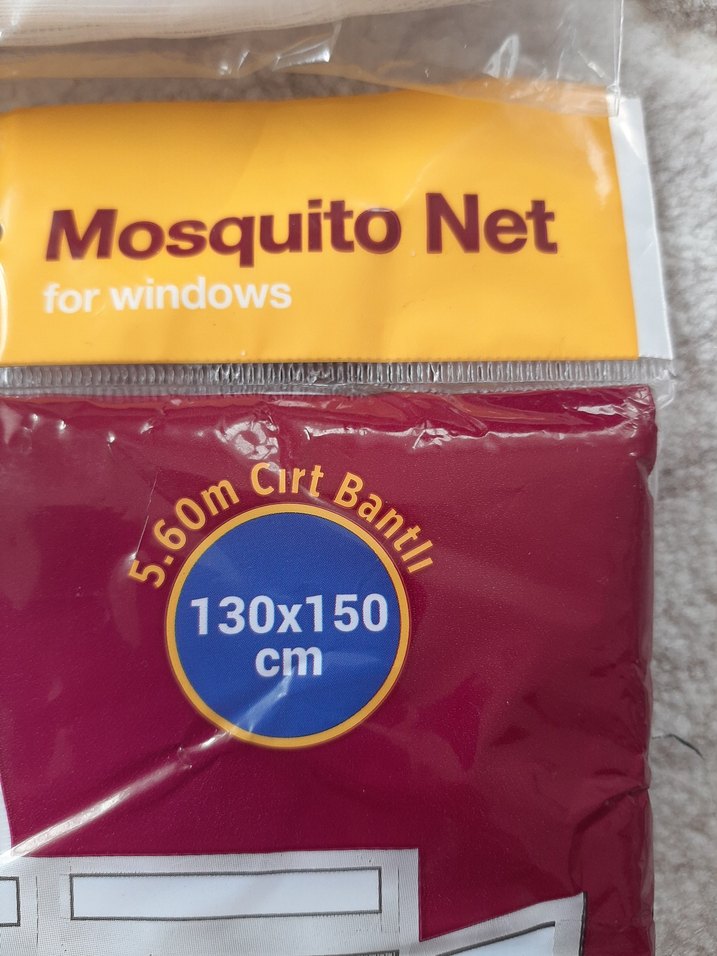 Mosquito Net
for windows
5.60m Cırt Bantlı
130x150
cm